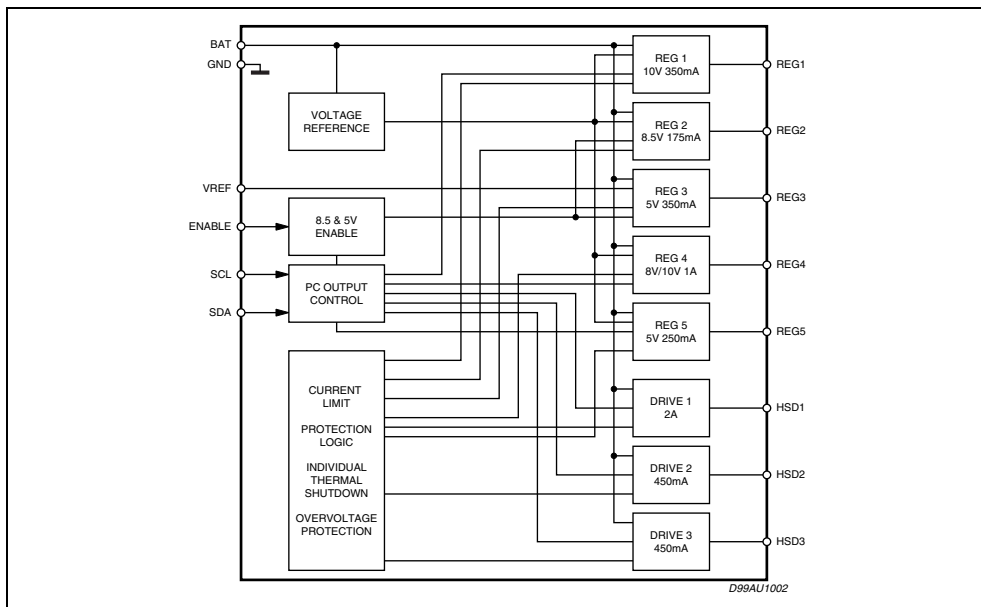 BAT
GND
VREF
ENABLE
SCL
SDA
VOLTAGE
REFERENCE
8.5 & 5V
ENABLE
PC OUTPUT
CONTROL
CURRENT
LIMIT
PROTECTION
LOGIC
INDIVIDUAL
THERMAL
SHUTDOWN
OVERVOLTAGE
PROTECTION
REG 1
10V 350mA
REG 2
8.5V 175mA
REG 3
5V 350mA
REG 4
8V/10V 1A
REG 5
5V 250mA
DRIVE 1
2A
DRIVE 2
450mA
DRIVE 3
450mA
REG1
REG2
REG3
REG4
REG5
HSD1
HSD2
HSD3
D99AU1002